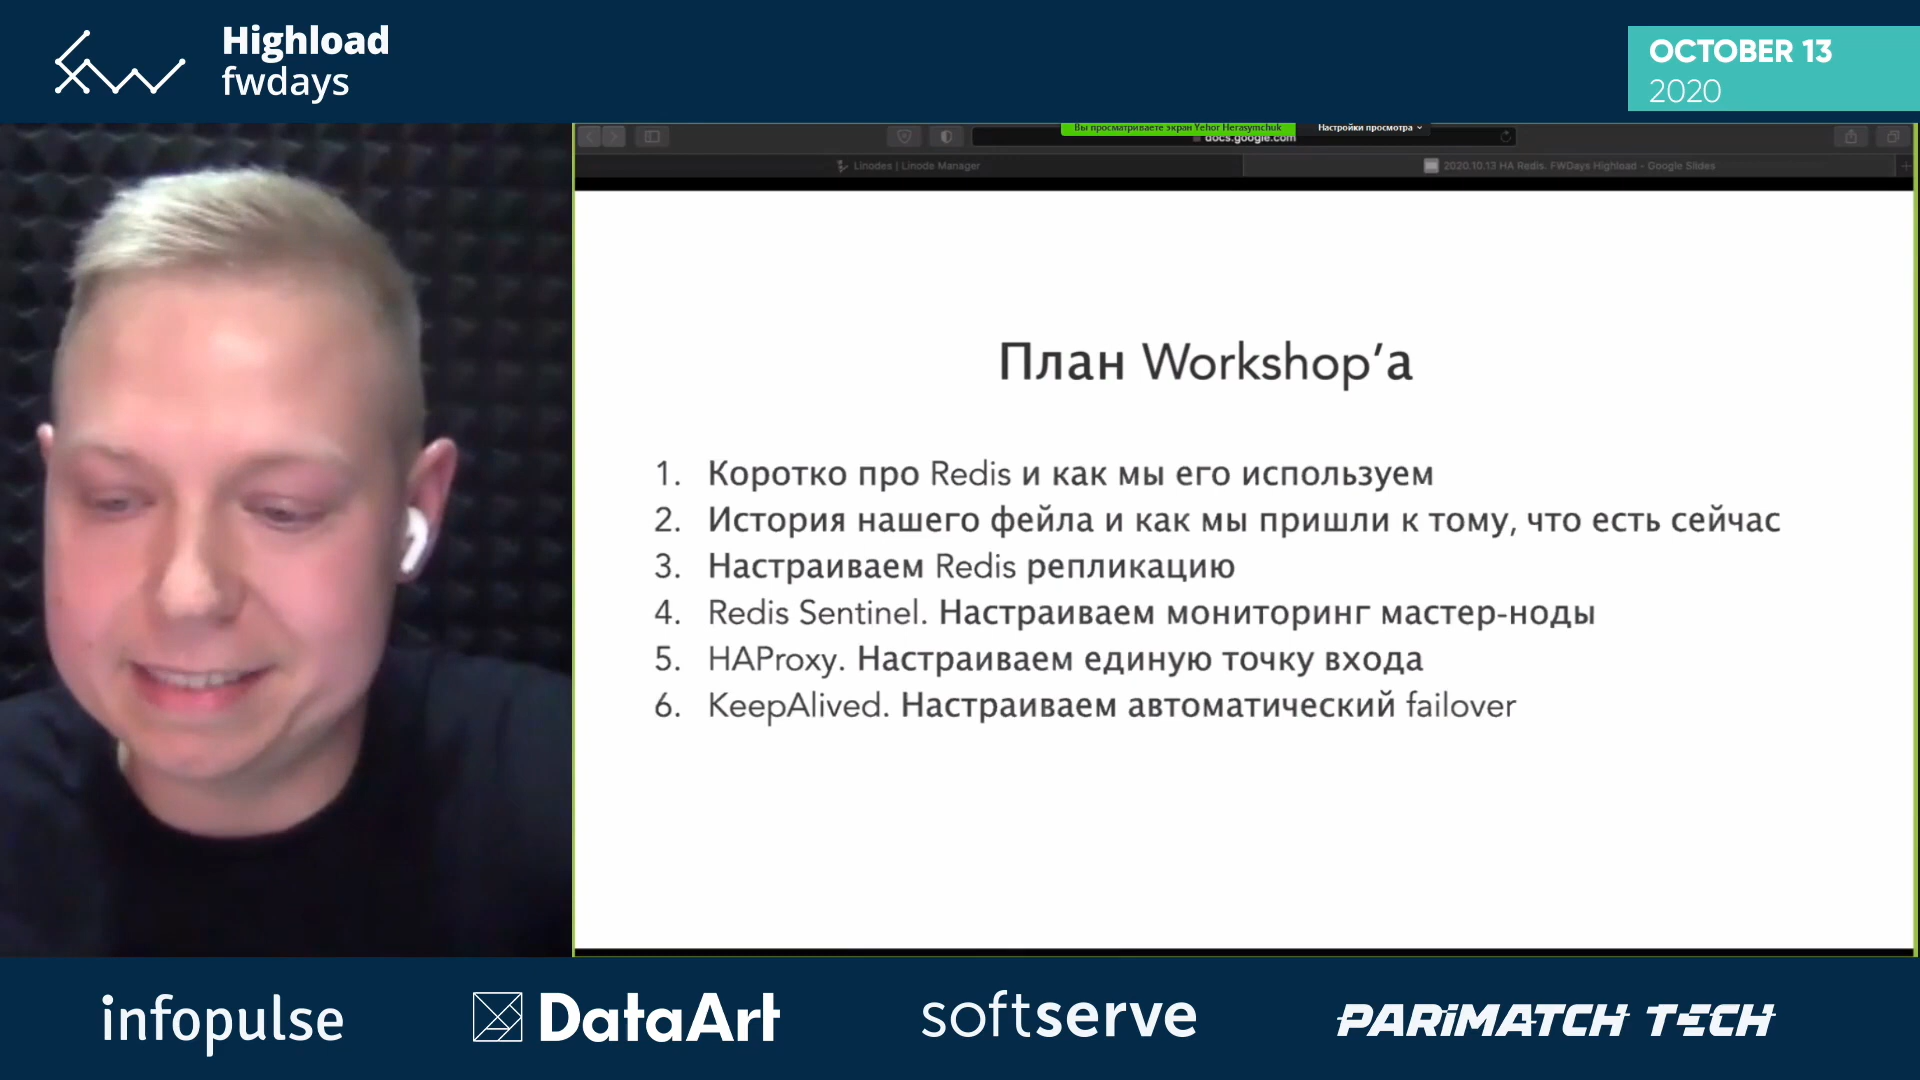 Highload
fwdays
OCTOBER 13
2020
Вы просматриваете экран Yehor Herasymchuk
Настройки просмотра
docs.google.com
Linodes | Linode Manager
2020.10.13 HA Redis. FWDays Highload - Google Slides
План Workshop’а
1. Коротко про Redis и как мы его используем
2. История нашего фейла и как мы пришли к тому, что есть сейчас
3. Настраиваем Redis репликацию
4. Redis Sentinel. Настраиваем мониторинг мастер-ноды
5. HAProxy. Настраиваем единую точку входа
6. KeepAlived. Настраиваем автоматический failover
infopulse
DataArt
softserve
PARIMATCH TECH